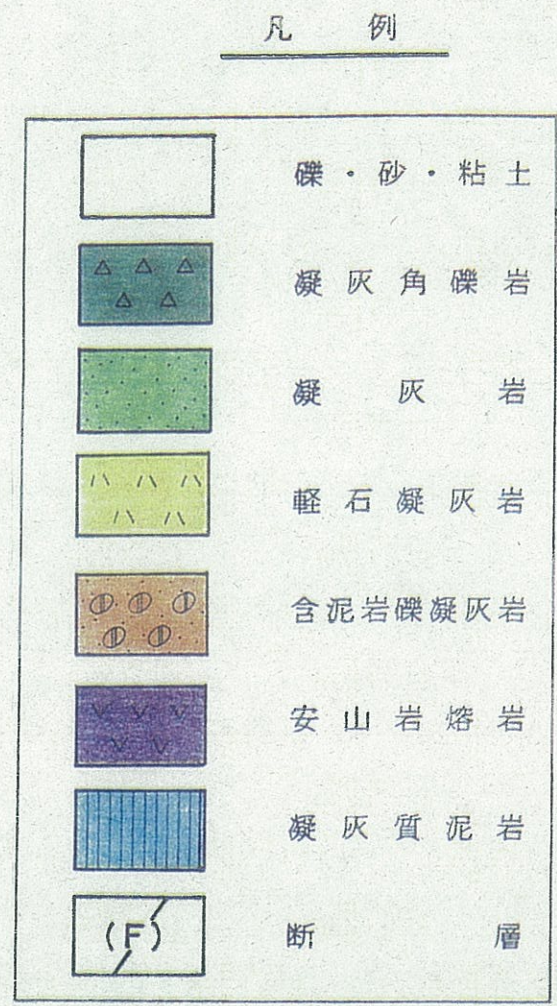 凡例
礫・砂・粘土
凝灰角礫岩
凝灰岩
軽石凝灰岩
含泥岩礫凝灰岩
安山岩熔岩
凝灰質泥岩
(F) 断層